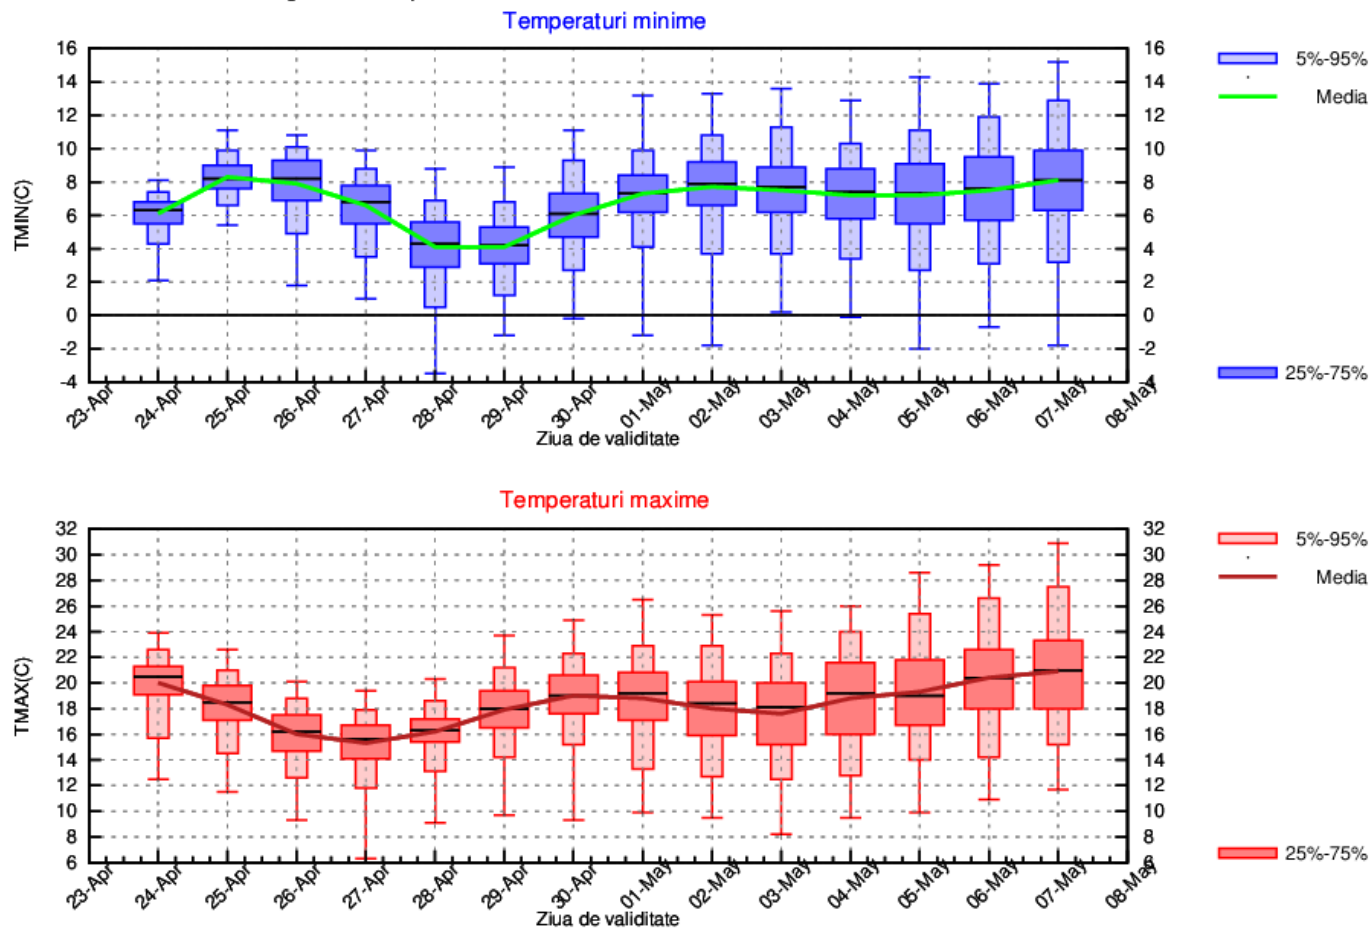 Temperaturi minime
16 14 12 10 8 6 4 2 0 -2 -4
TMIN(C)
16 14 12 10 8 6 4 2 0 -2 -4
5%-95%
Media
25%-75%
23-Apr 24-Apr 25-Apr 26-Apr 27-Apr 28-Apr 29-Apr 30-Apr 01-May 02-May 03-May 04-May 05-May 06-May 07-May 08-May
Ziua de validitate
Temperaturi maxime
32 30 28 26 24 22 20 18 16 14 12 10 8 6
TMAX(C)
32 30 28 26 24 22 20 18 16 14 12 10 8 6
5%-95%
Media
25%-75%
23-Apr 24-Apr 25-Apr 26-Apr 27-Apr 28-Apr 29-Apr 30-Apr 01-May 02-May 03-May 04-May 05-May 06-May 07-May 08-May
Ziua de validitate